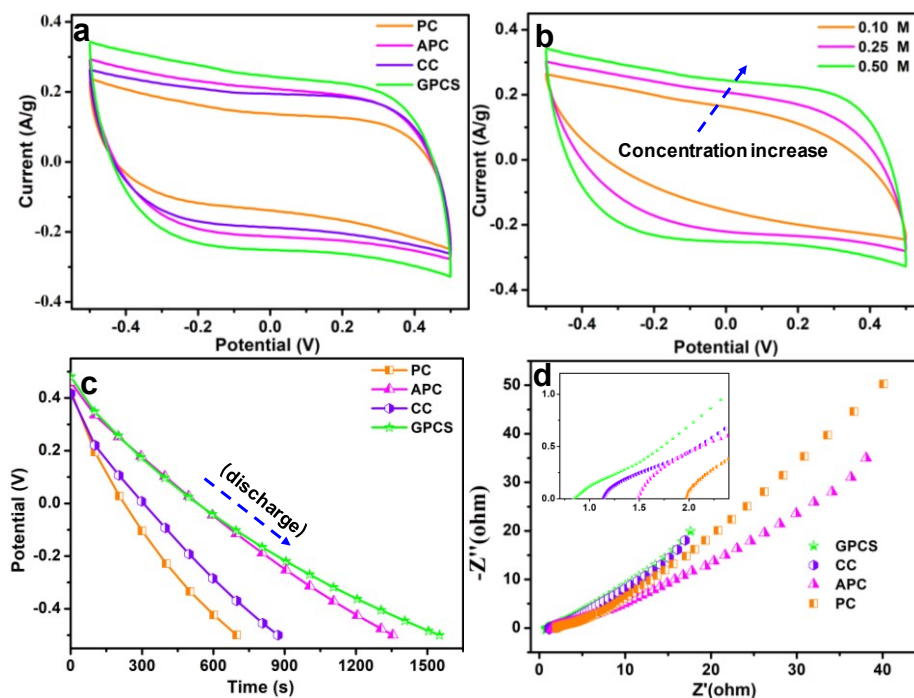 a
PC
APC
CC
GPCS
0.4
0.2
0.0
-0.2
-0.4
Current (A/g)
-0.4 -0.2 0.0 0.2 0.4
Potential (V)
b
0.10 M
0.25 M
0.50 M
Concentration increase
0.4
0.2
0.0
-0.2
-0.4
Current (A/g)
-0.4 -0.2 0.0 0.2 0.4
Potential (V)
c
PC
APC
CC
GPCS
(discharge)
0.4
0.2
0.0
-0.2
-0.4
Potential (V)
0 300 600 900 1200 1500
Time (s)
d
1.0
0.5
0.0
1.0 1.5 2.0
GPCS
CC
APC
PC
50
40
30
20
10
0
-Z''(ohm)
0 10 20 30 40
Z'(ohm)